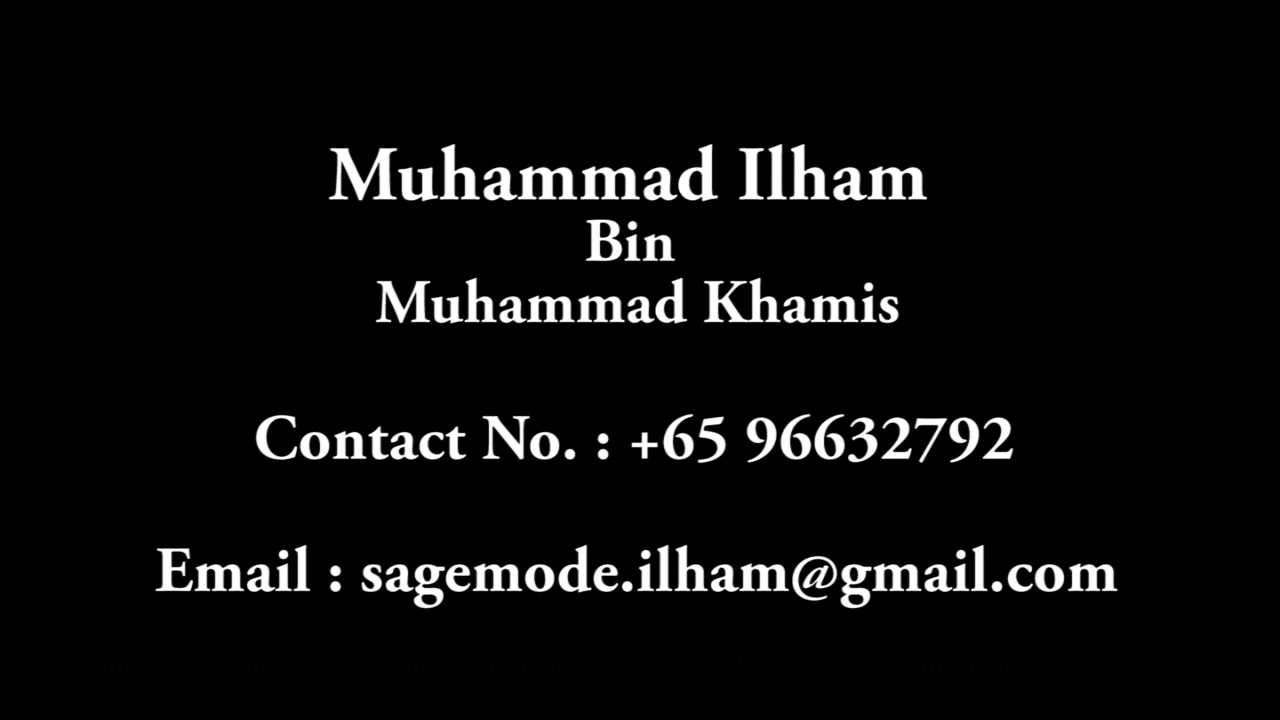 Muhammad Ilham
Bin
Muhammad Khamis
Contact No. : +65 96632792
Email : sagemode.ilham@gmail.com